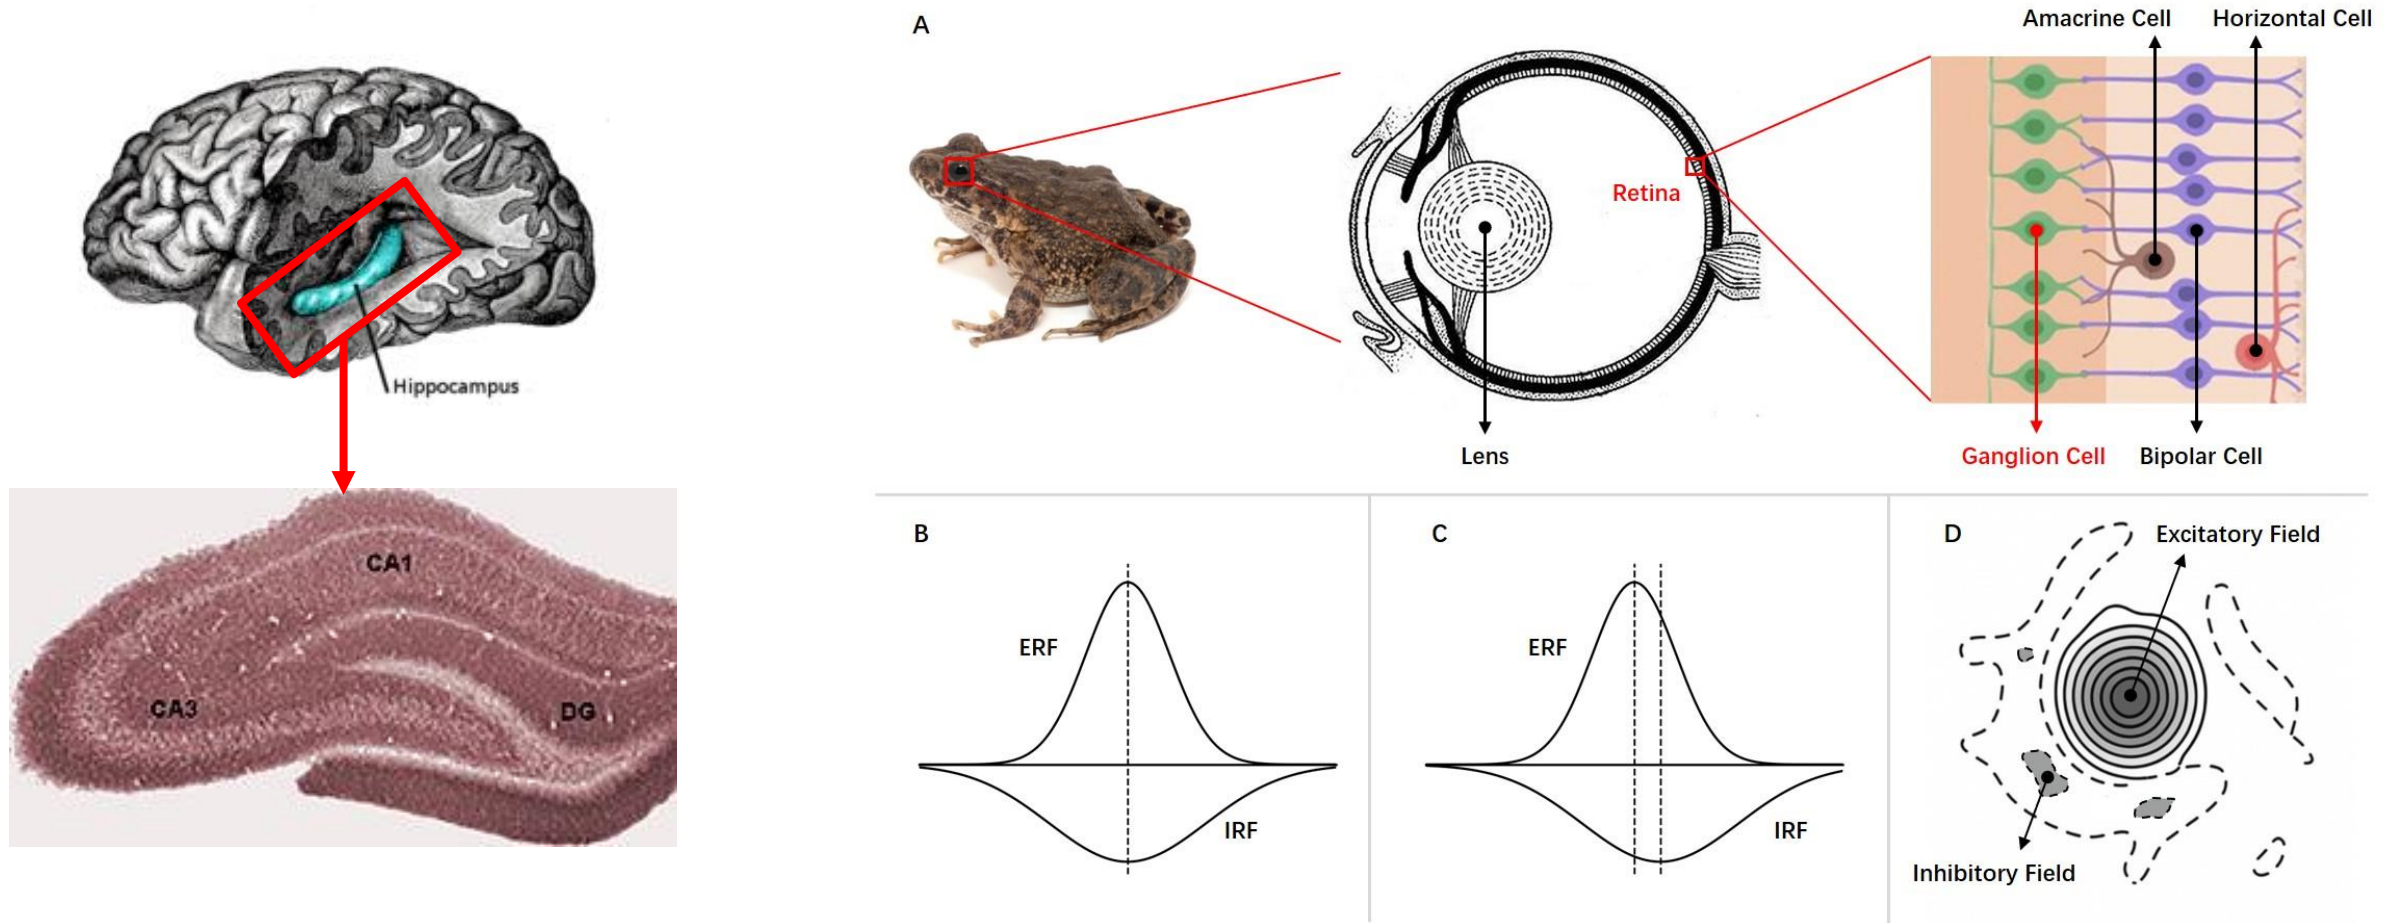 Hippocampus
CA1
CA3
DG
A
Amacrine Cell
Horizontal Cell
Retina
Lens
Ganglion Cell
Bipolar Cell
B
ERF
IRF
C
ERF
IRF
D
Excitatory Field
Inhibitory Field